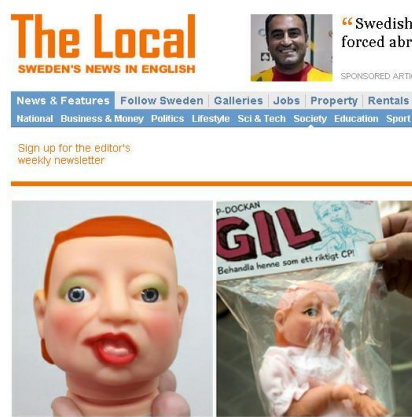 The Local
SWEDEN'S NEWS IN ENGLISH
“ Swedish
forced abr
SPONSORED ARTI
News & Features Follow Sweden Galleries Jobs Property Rentals
National Business & Money Politics Lifestyle Sci & Tech Society Education Sport
Sign up for the editor's
weekly newsletter
P-DOCKAN
GIL
Behandla henne som ett riktigt CP!